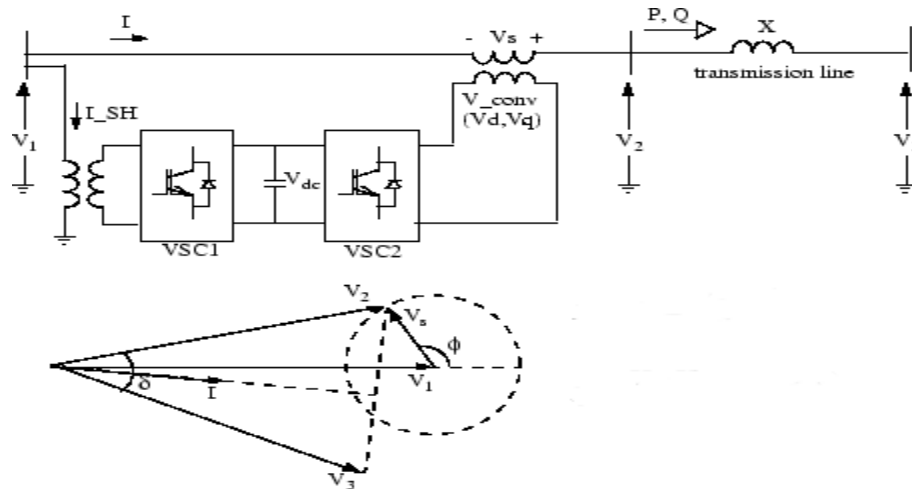 I
- Vs +
P, Q
X
transmission line
V_conv
(Vd,Vq)
I_SH
V1
V2
V
Vdc
VSC1
VSC2
V2
Vs
ϕ
δ
I
V1
V3